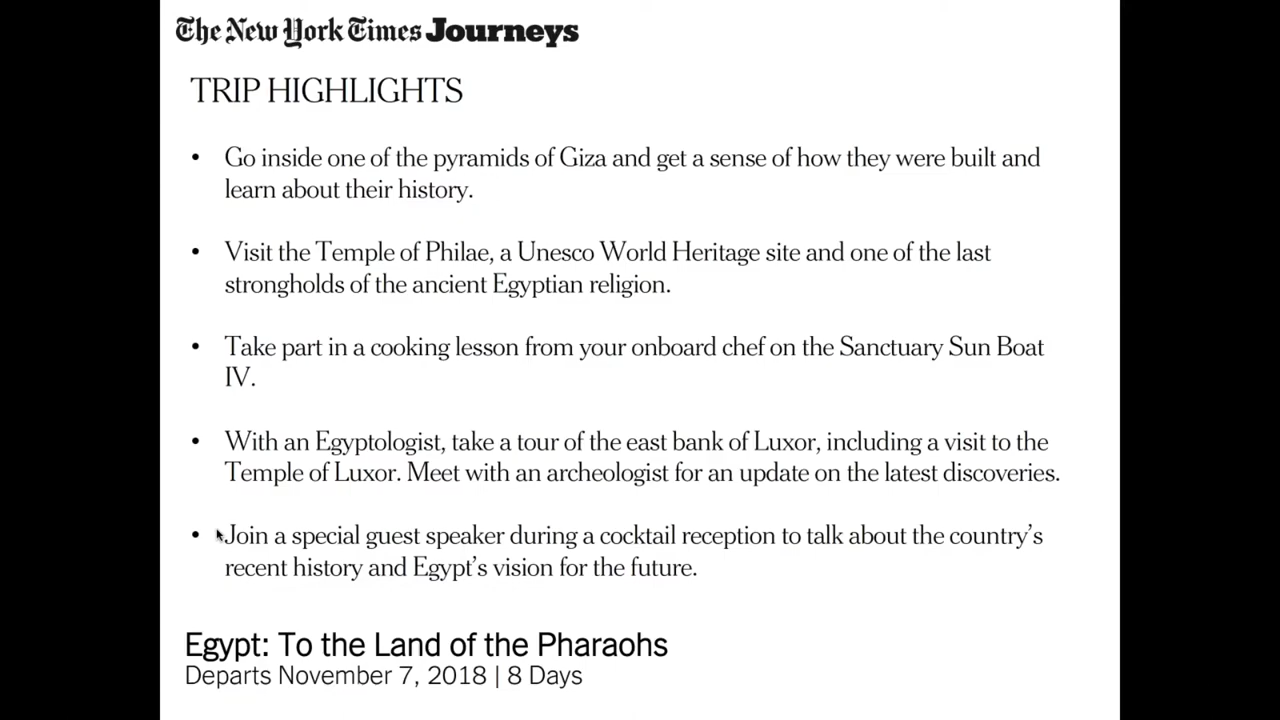 The New York Times Journeys
TRIP HIGHLIGHTS
• Go inside one of the pyramids of Giza and get a sense of how they were built and
learn about their history.
• Visit the Temple of Philae, a Unesco World Heritage site and one of the last
strongholds of the ancient Egyptian religion.
• Take part in a cooking lesson from your onboard chef on the Sanctuary Sun Boat
IV.
• With an Egyptologist, take a tour of the east bank of Luxor, including a visit to the
Temple of Luxor. Meet with an archeologist for an update on the latest discoveries.
• Join a special guest speaker during a cocktail reception to talk about the country's
recent history and Egypt's vision for the future.
Egypt: To the Land of the Pharaohs
Departs November 7, 2018 | 8 Days